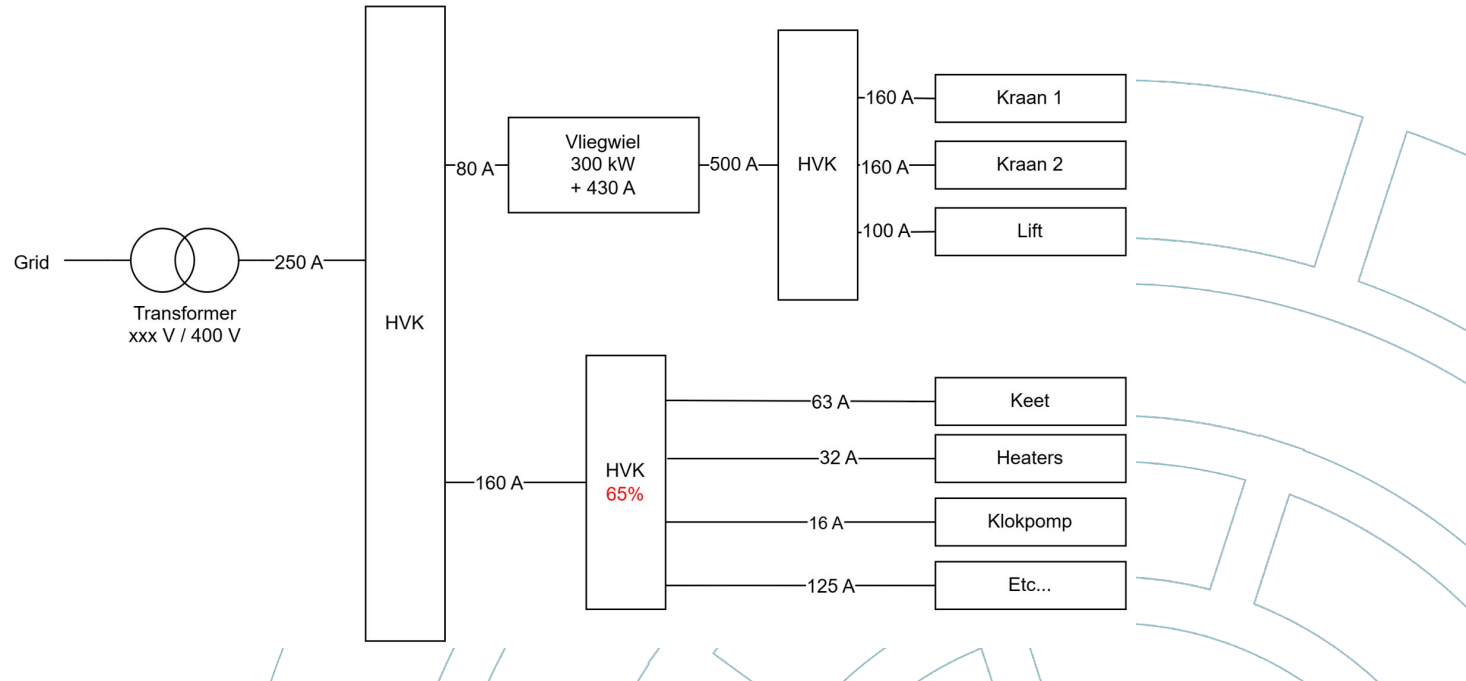 Grid
Transformer
xxx V / 400 V
250 A
HVK
80 A
Vliegwiel
300 kW
+ 430 A
500 A
HVK
160 A
Kraan 1
160 A
Kraan 2
100 A
Lift
160 A
HVK
65%
63 A
Keet
32 A
Heaters
16 A
Klokpomp
125 A
Etc...